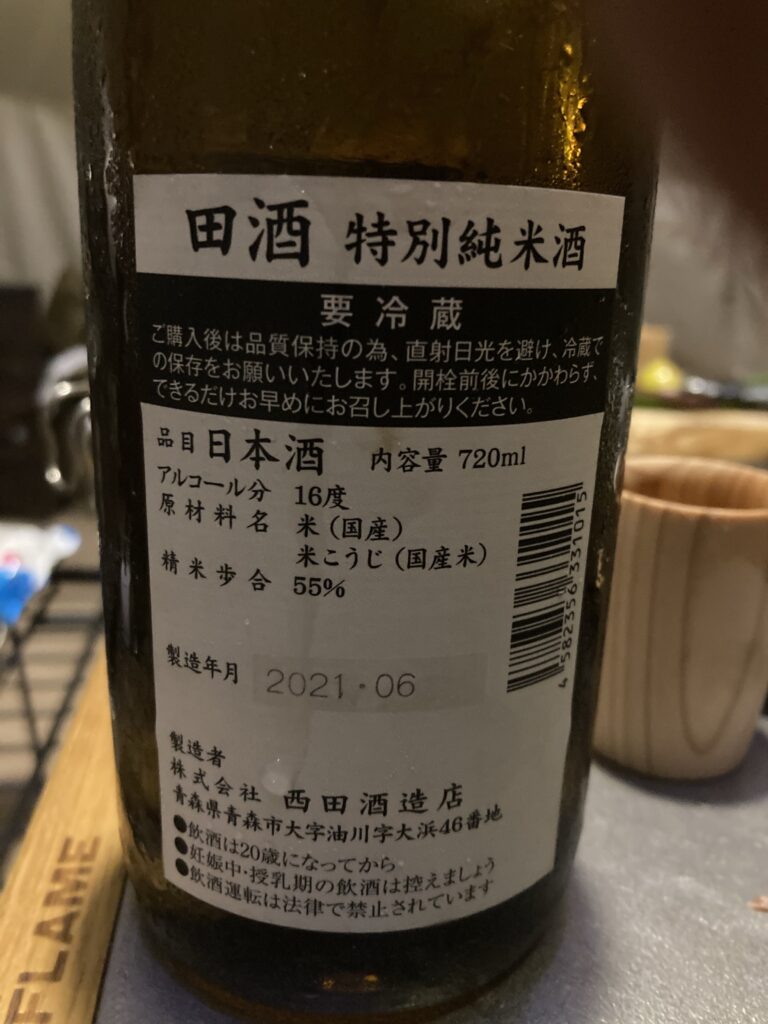 田酒 特別純米酒
要冷蔵
ご購入後は品質保持の為、直射日光を避け、冷蔵で
の保存をお願いいたします。開栓前後にかかわらず、
できるだけお早めにお召し上がりください。
品目 日本酒 内容量 720ml
アルコール分 16度
原材料名 米（国産）
米こうじ（国産米）
精米歩合 55%
4 582356 331015
製造年月 2021・06
製造者
株式会社 西田酒造店
青森県青森市大字油川字大浜46番地
●飲酒は20歳になってから
●妊娠中・授乳期の飲酒は控えましょう
●飲酒運転は法律で禁止されています
FLAME